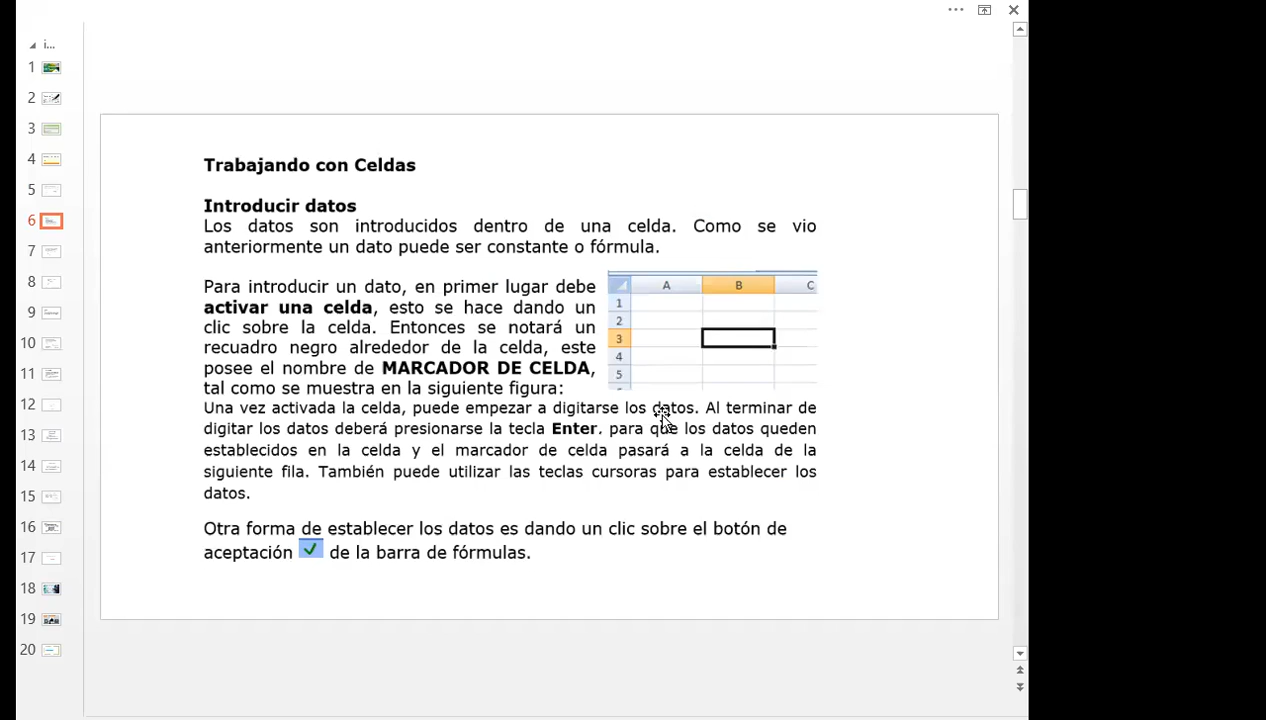 i...
1
2
3
4
5
6
7
8
9
10
11
12
13
14
15
16
17
18
19
20
Trabajando con Celdas
Introducir datos
Los datos son introducidos dentro de una celda. Como se vio
anteriormente un dato puede ser constante o fórmula.
Para introducir un dato, en primer lugar debe
activar una celda, esto se hace dando un
clic sobre la celda. Entonces se notará un
recuadro negro alrededor de la celda, este
posee el nombre de MARCADOR DE CELDA,
tal como se muestra en la siguiente figura:
A B C
1
2
3
4
5
Una vez activada la celda, puede empezar a digitarse los datos. Al terminar de
digitar los datos deberá presionarse la tecla Enter. para que los datos queden
establecidos en la celda y el marcador de celda pasará a la celda de la
siguiente fila. También puede utilizar las teclas cursoras para establecer los
datos.
Otra forma de establecer los datos es dando un clic sobre el botón de
aceptación de la barra de fórmulas.